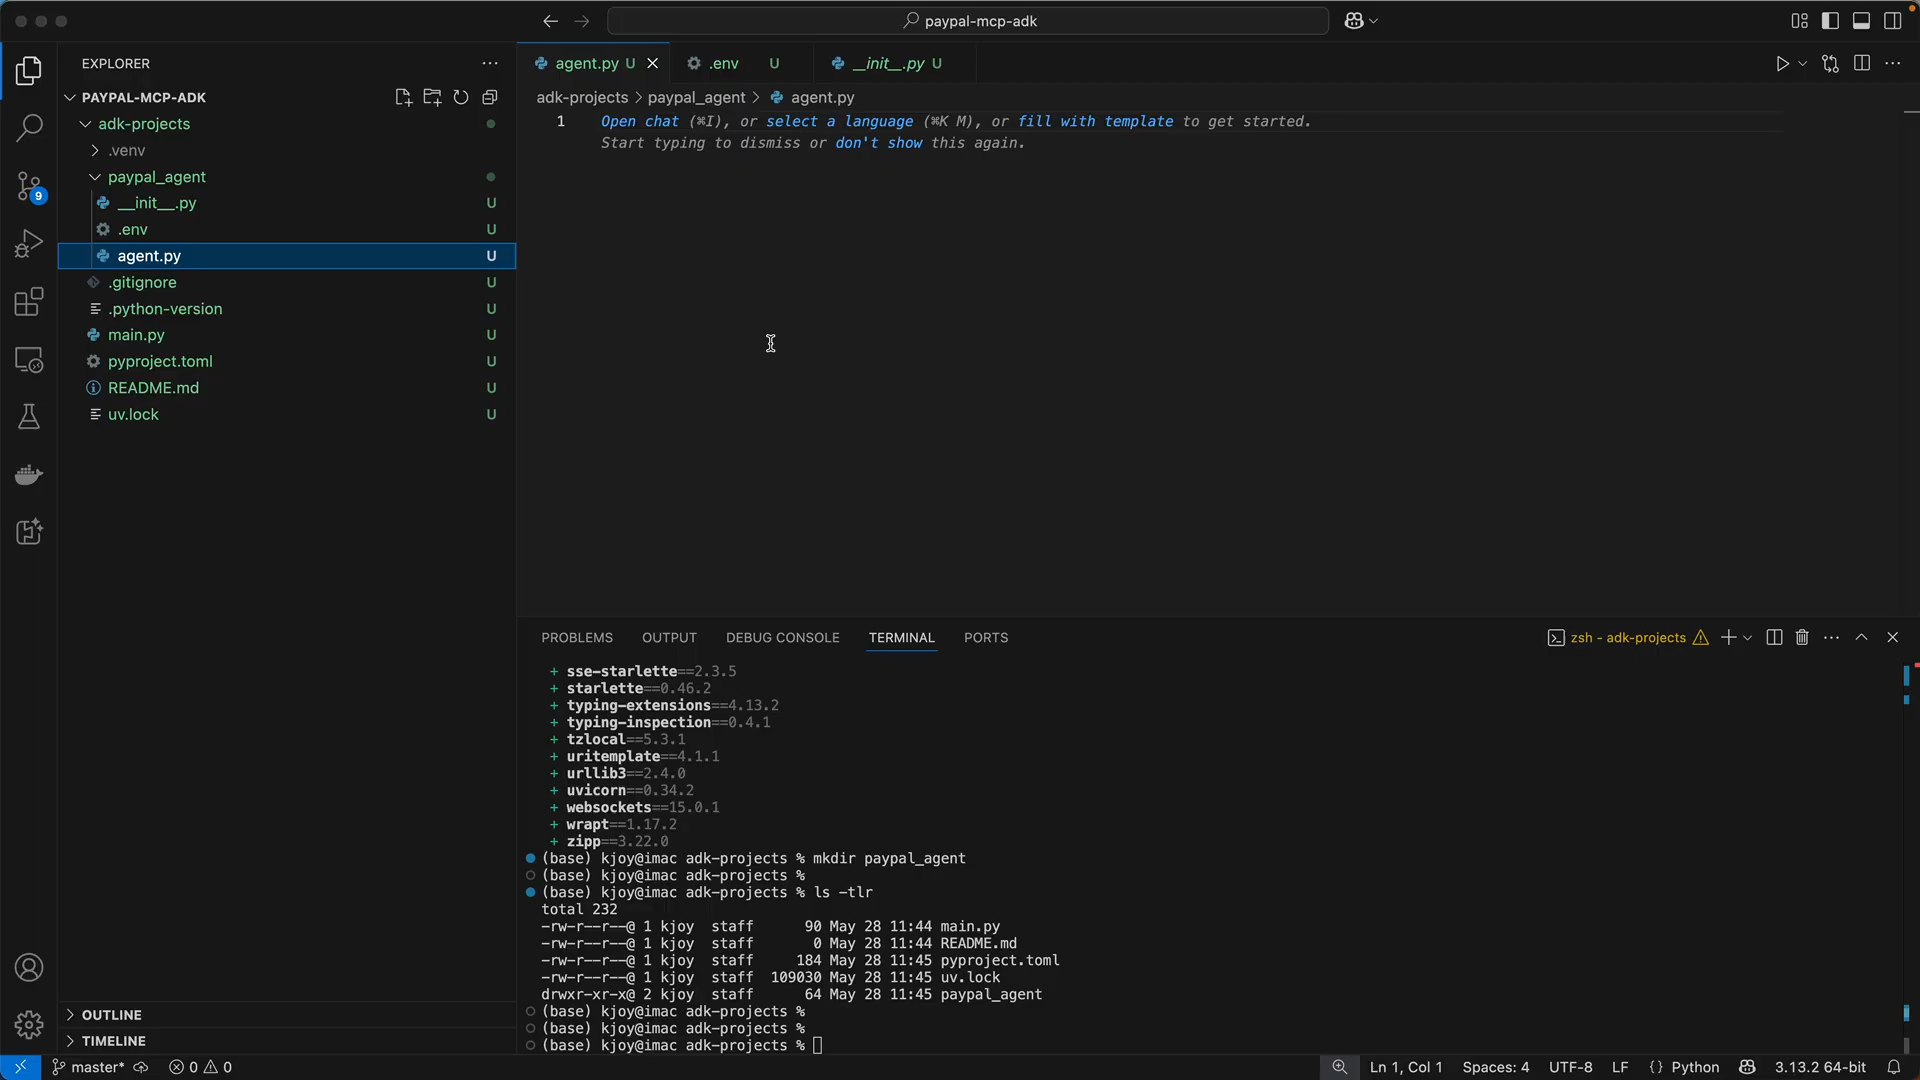 paypal-mcp-adk
EXPLORER
PAYPAL-MCP-ADK
adk-projects
.venv
paypal_agent
__init__.py U
.env U
agent.py U
.gitignore U
.python-version U
main.py U
pyproject.toml U
README.md U
uv.lock U
9
OUTLINE
TIMELINE
agent.py U
.env U
__init__.py U
adk-projects > paypal_agent > agent.py
1 Open chat (⌘I), or select a language (⌘K M), or fill with template to get started.
Start typing to dismiss or don't show this again.
PROBLEMS OUTPUT DEBUG CONSOLE TERMINAL PORTS
zsh - adk-projects
+ sse-starlette==2.3.5
+ starlette==0.46.2
+ typing-extensions==4.13.2
+ typing-inspection==0.4.1
+ tzlocal==5.3.1
+ uritemplate==4.1.1
+ urllib3==2.4.0
+ uvicorn==0.34.2
+ websockets==15.0.1
+ wrapt==1.17.2
+ zipp==3.22.0
(base) kjoy@imac adk-projects % mkdir paypal_agent
(base) kjoy@imac adk-projects %
(base) kjoy@imac adk-projects % ls -tlr
total 232
-rw-r--r--@ 1 kjoy staff 90 May 28 11:44 main.py
-rw-r--r--@ 1 kjoy staff 0 May 28 11:44 README.md
-rw-r--r--@ 1 kjoy staff 184 May 28 11:45 pyproject.toml
-rw-r--r--@ 1 kjoy staff 109030 May 28 11:45 uv.lock
drwxr-xr-x@ 2 kjoy staff 64 May 28 11:45 paypal_agent
(base) kjoy@imac adk-projects %
(base) kjoy@imac adk-projects %
(base) kjoy@imac adk-projects %
master* 0 0 Ln 1, Col 1 Spaces: 4 UTF-8 LF {} Python 3.13.2 64-bit